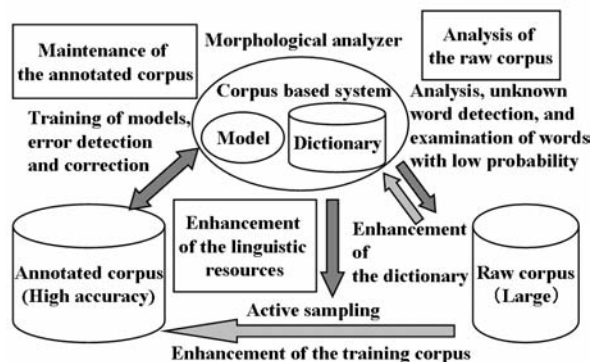 Maintenance of
the annotated corpus
Morphological analyzer
Analysis of
the raw corpus
Corpus based system
Model
Dictionary
Training of models,
error detection
and correction
Analysis, unknown
word detection, and
examination of words
with low probability
Enhancement
of the linguistic
resources
Enhancement
of
the dictionary
Annotated corpus
(High accuracy)
Raw corpus
(Large)
Active sampling
Enhancement of the training corpus